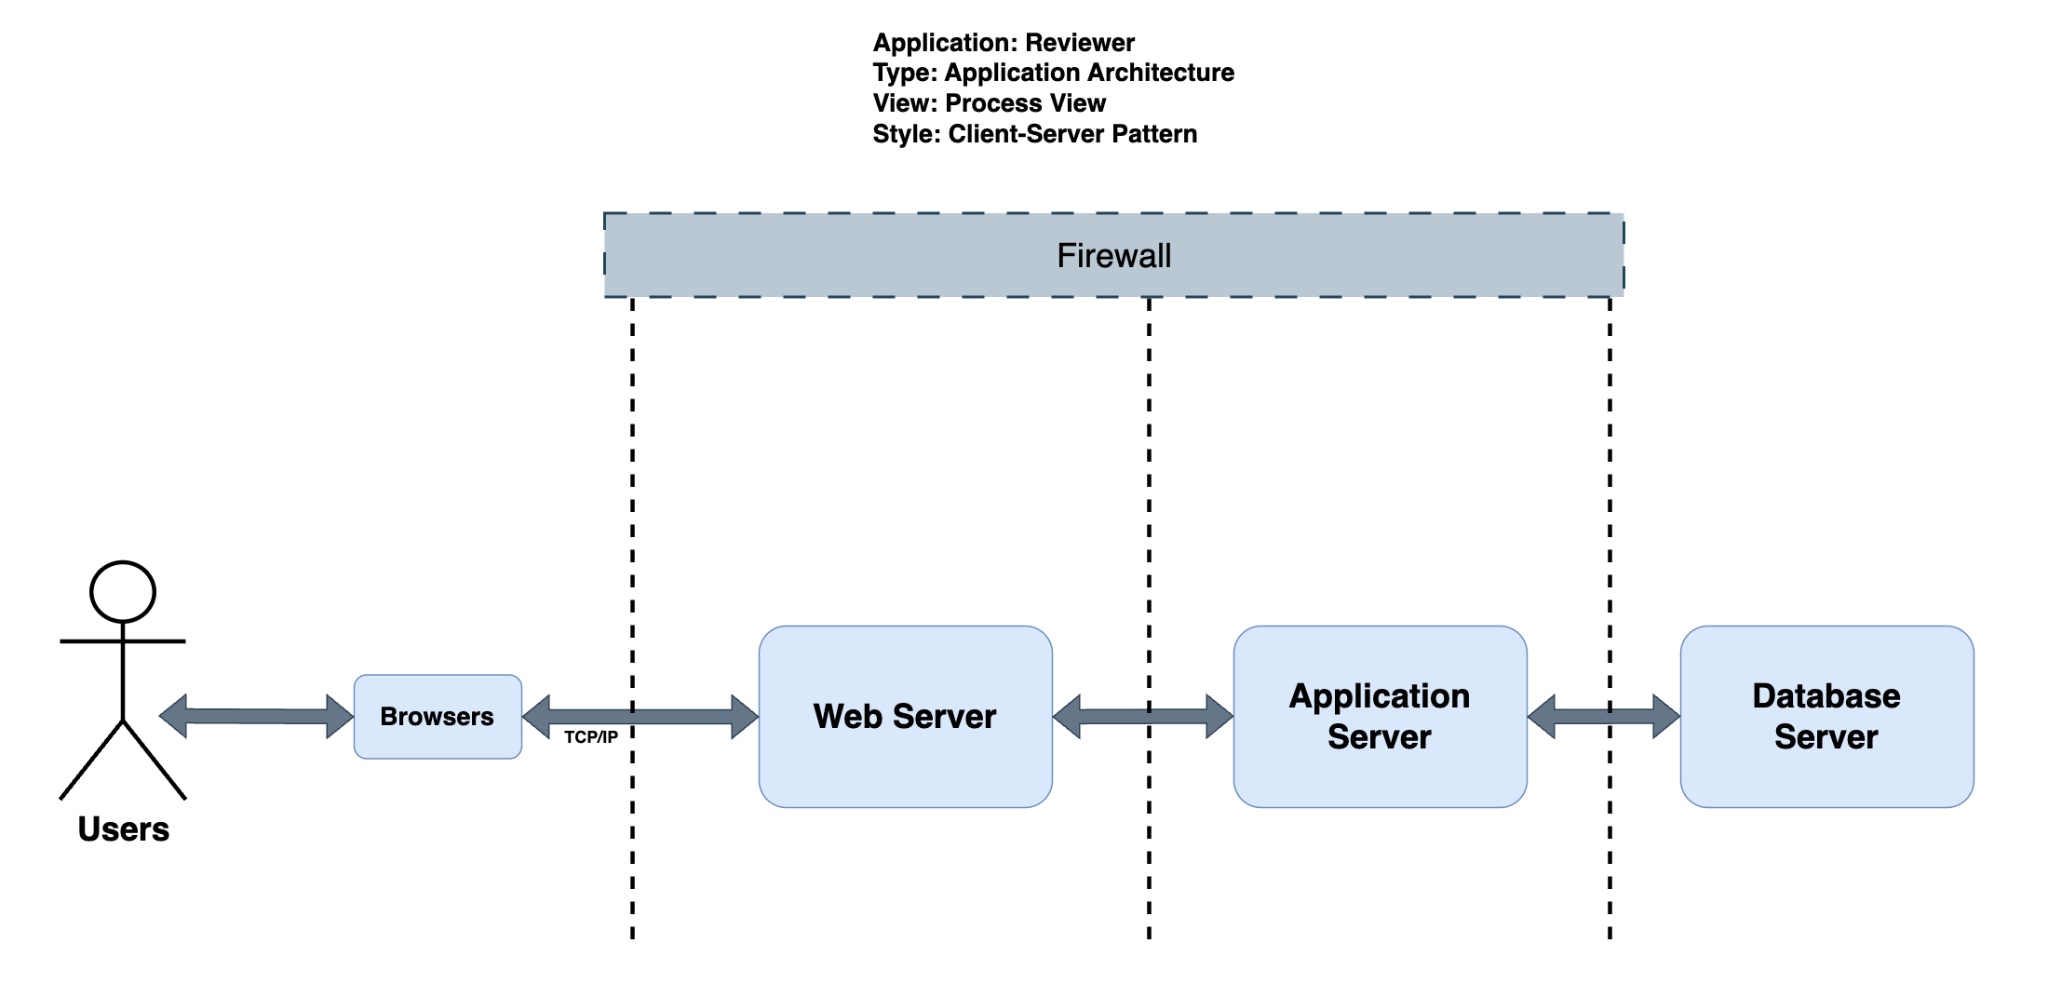 Application: Reviewer
Type: Application Architecture
View: Process View
Style: Client-Server Pattern
Firewall
Users
Browsers
TCP/IP
Web Server
Application
Server
Database
Server